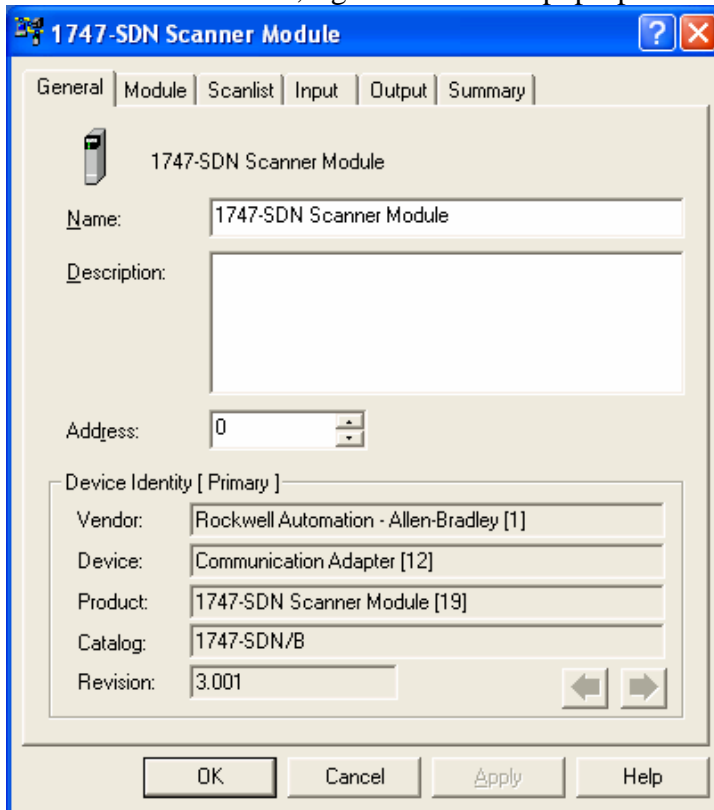 1747-SDN Scanner Module
General Module Scanlist Input Output Summary
1747-SDN Scanner Module
Name: 1747-SDN Scanner Module
Description:
Address: 0
Device Identity [ Primary ]
Vendor: Rockwell Automation - Allen-Bradley [1]
Device: Communication Adapter [12]
Product: 1747-SDN Scanner Module [19]
Catalog: 1747-SDN/B
Revision: 3.001
OK Cancel Apply Help